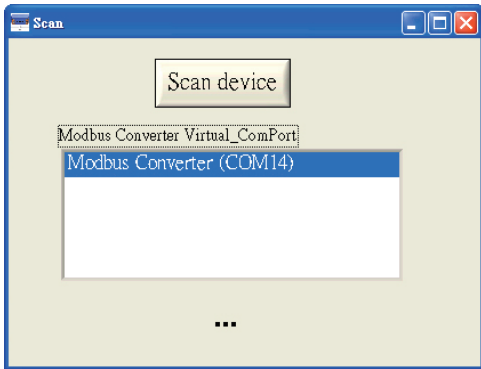 Scan
Scan device
Modbus Converter Virtual_ComPort
Modbus Converter (COM14)
...